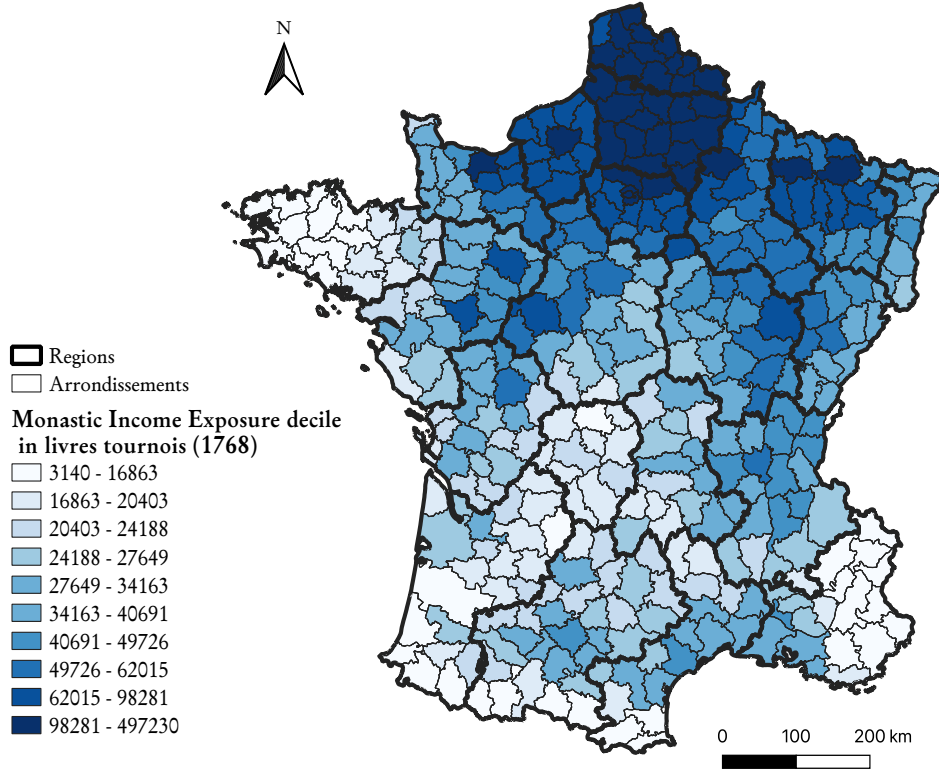 N
Regions
Arrondissements
Monastic Income Exposure decile
in livres tournois (1768)
3140 - 16863
16863 - 20403
20403 - 24188
24188 - 27649
27649 - 34163
34163 - 40691
40691 - 49726
49726 - 62015
62015 - 98281
98281 - 497230
0 100 200 km